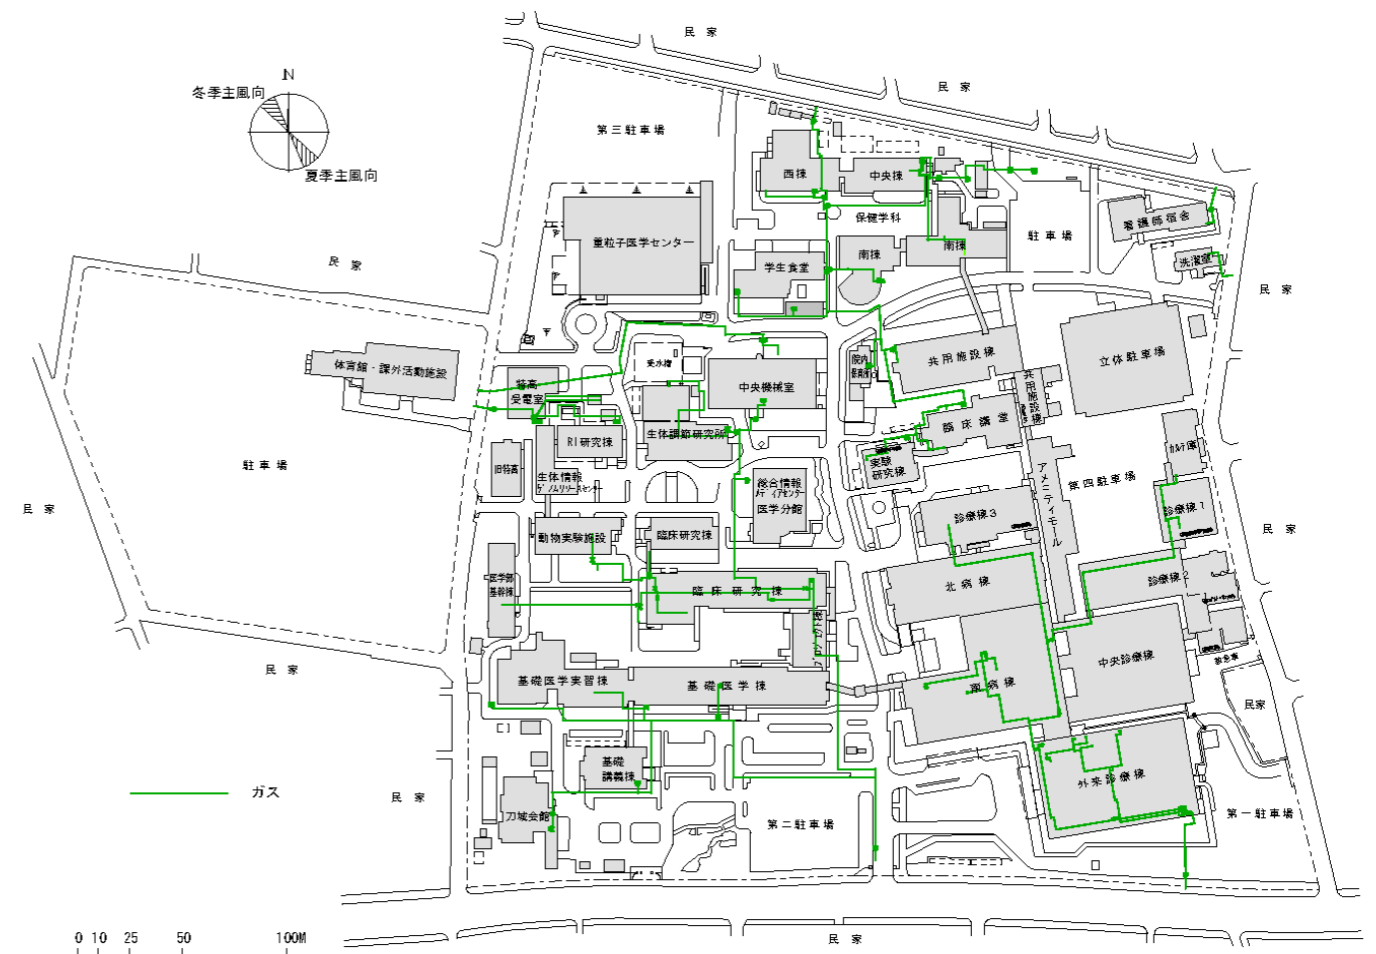 民 家
民 家
N
冬季主風向
夏季主風向
第三駐車場
西棟
中央棟
保健学科
看護師宿舎
駐車場
重粒子医学センター
南棟
南棟
学生食堂
洗濯室
民 家
民 家
体育館・課外活動施設
特高
受電室
受水槽
中央機械室
院内
共用施設棟
共用施設棟
立体駐車場
臨床講堂
RI研究棟
生体調節研究所
実験
研究棟
カルテ庫
駐車場
旧特高
生体情報
ゲノムリソースセンター
総合情報
メディアセンター
医学分館
アメニティモール
第四駐車場
民 家
診療棟3
診療棟1
民 家
動物実験施設
臨床研究棟
医学部
基幹棟
臨床研究棟
北病棟
診療棟2
中央診療棟
民 家
基礎医学実習棟
基礎医学棟
南病棟
民家
基礎
講義棟
外来診療棟
ガス
民 家
刀城会館
第二駐車場
第一駐車場
民 家
0 10 25 50 100M